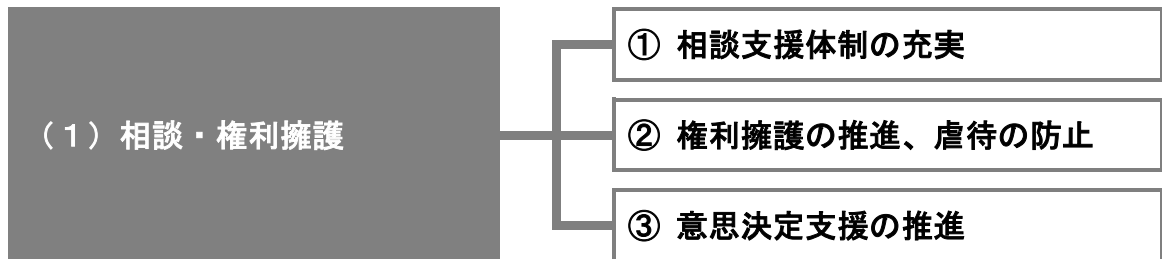 （１）相談・権利擁護
① 相談支援体制の充実
② 権利擁護の推進、虐待の防止
③ 意思決定支援の推進